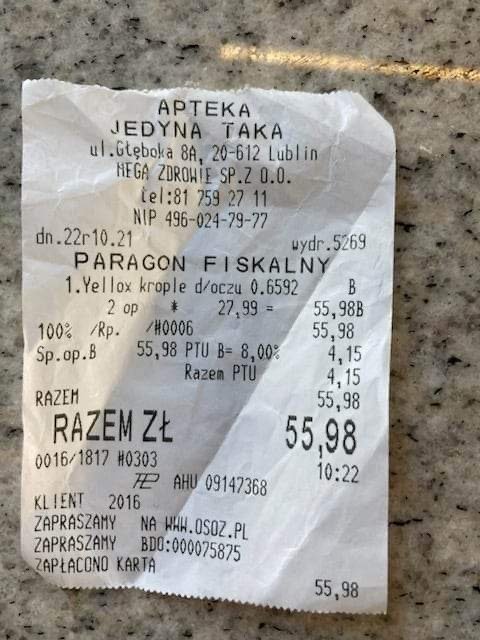 APTEKA
JEDYNA TAKA
ul.Głęboka 8A, 20-612 Lublin
MEGA ZDROWIE SP.Z O.O.
tel:81 759 27 11
NIP 496-024-79-77
dn.22r10.21 wydr.5269
PARAGON FISKALNY
1.Yellox krople d/oczu 0.6592 B
2 op * 27,99 = 55,98B
100% /Rp. /#0006 55,98
Sp.op.B 55,98 PTU B= 8,00% 4,15
Razem PTU 4,15
RAZEM 55,98
RAZEM ZŁ 55,98
0016/1817 #0303 10:22
AHU 09147368
KLIENT 2016
ZAPRASZAMY NA WWW.OSOZ.PL
ZAPRASZAMY BDO:000075875
ZAPŁACONO KARTA
55,98